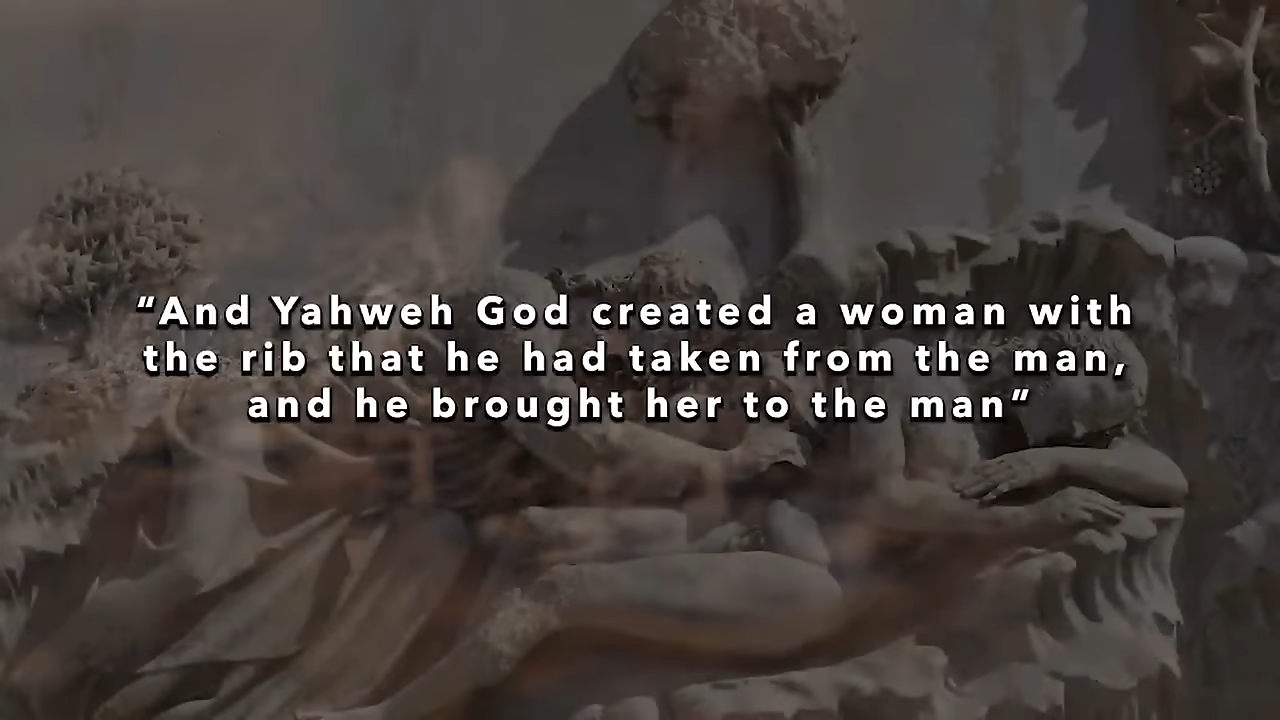 “And Yahweh God created a woman with
the rib that he had taken from the man,
and he brought her to the man”